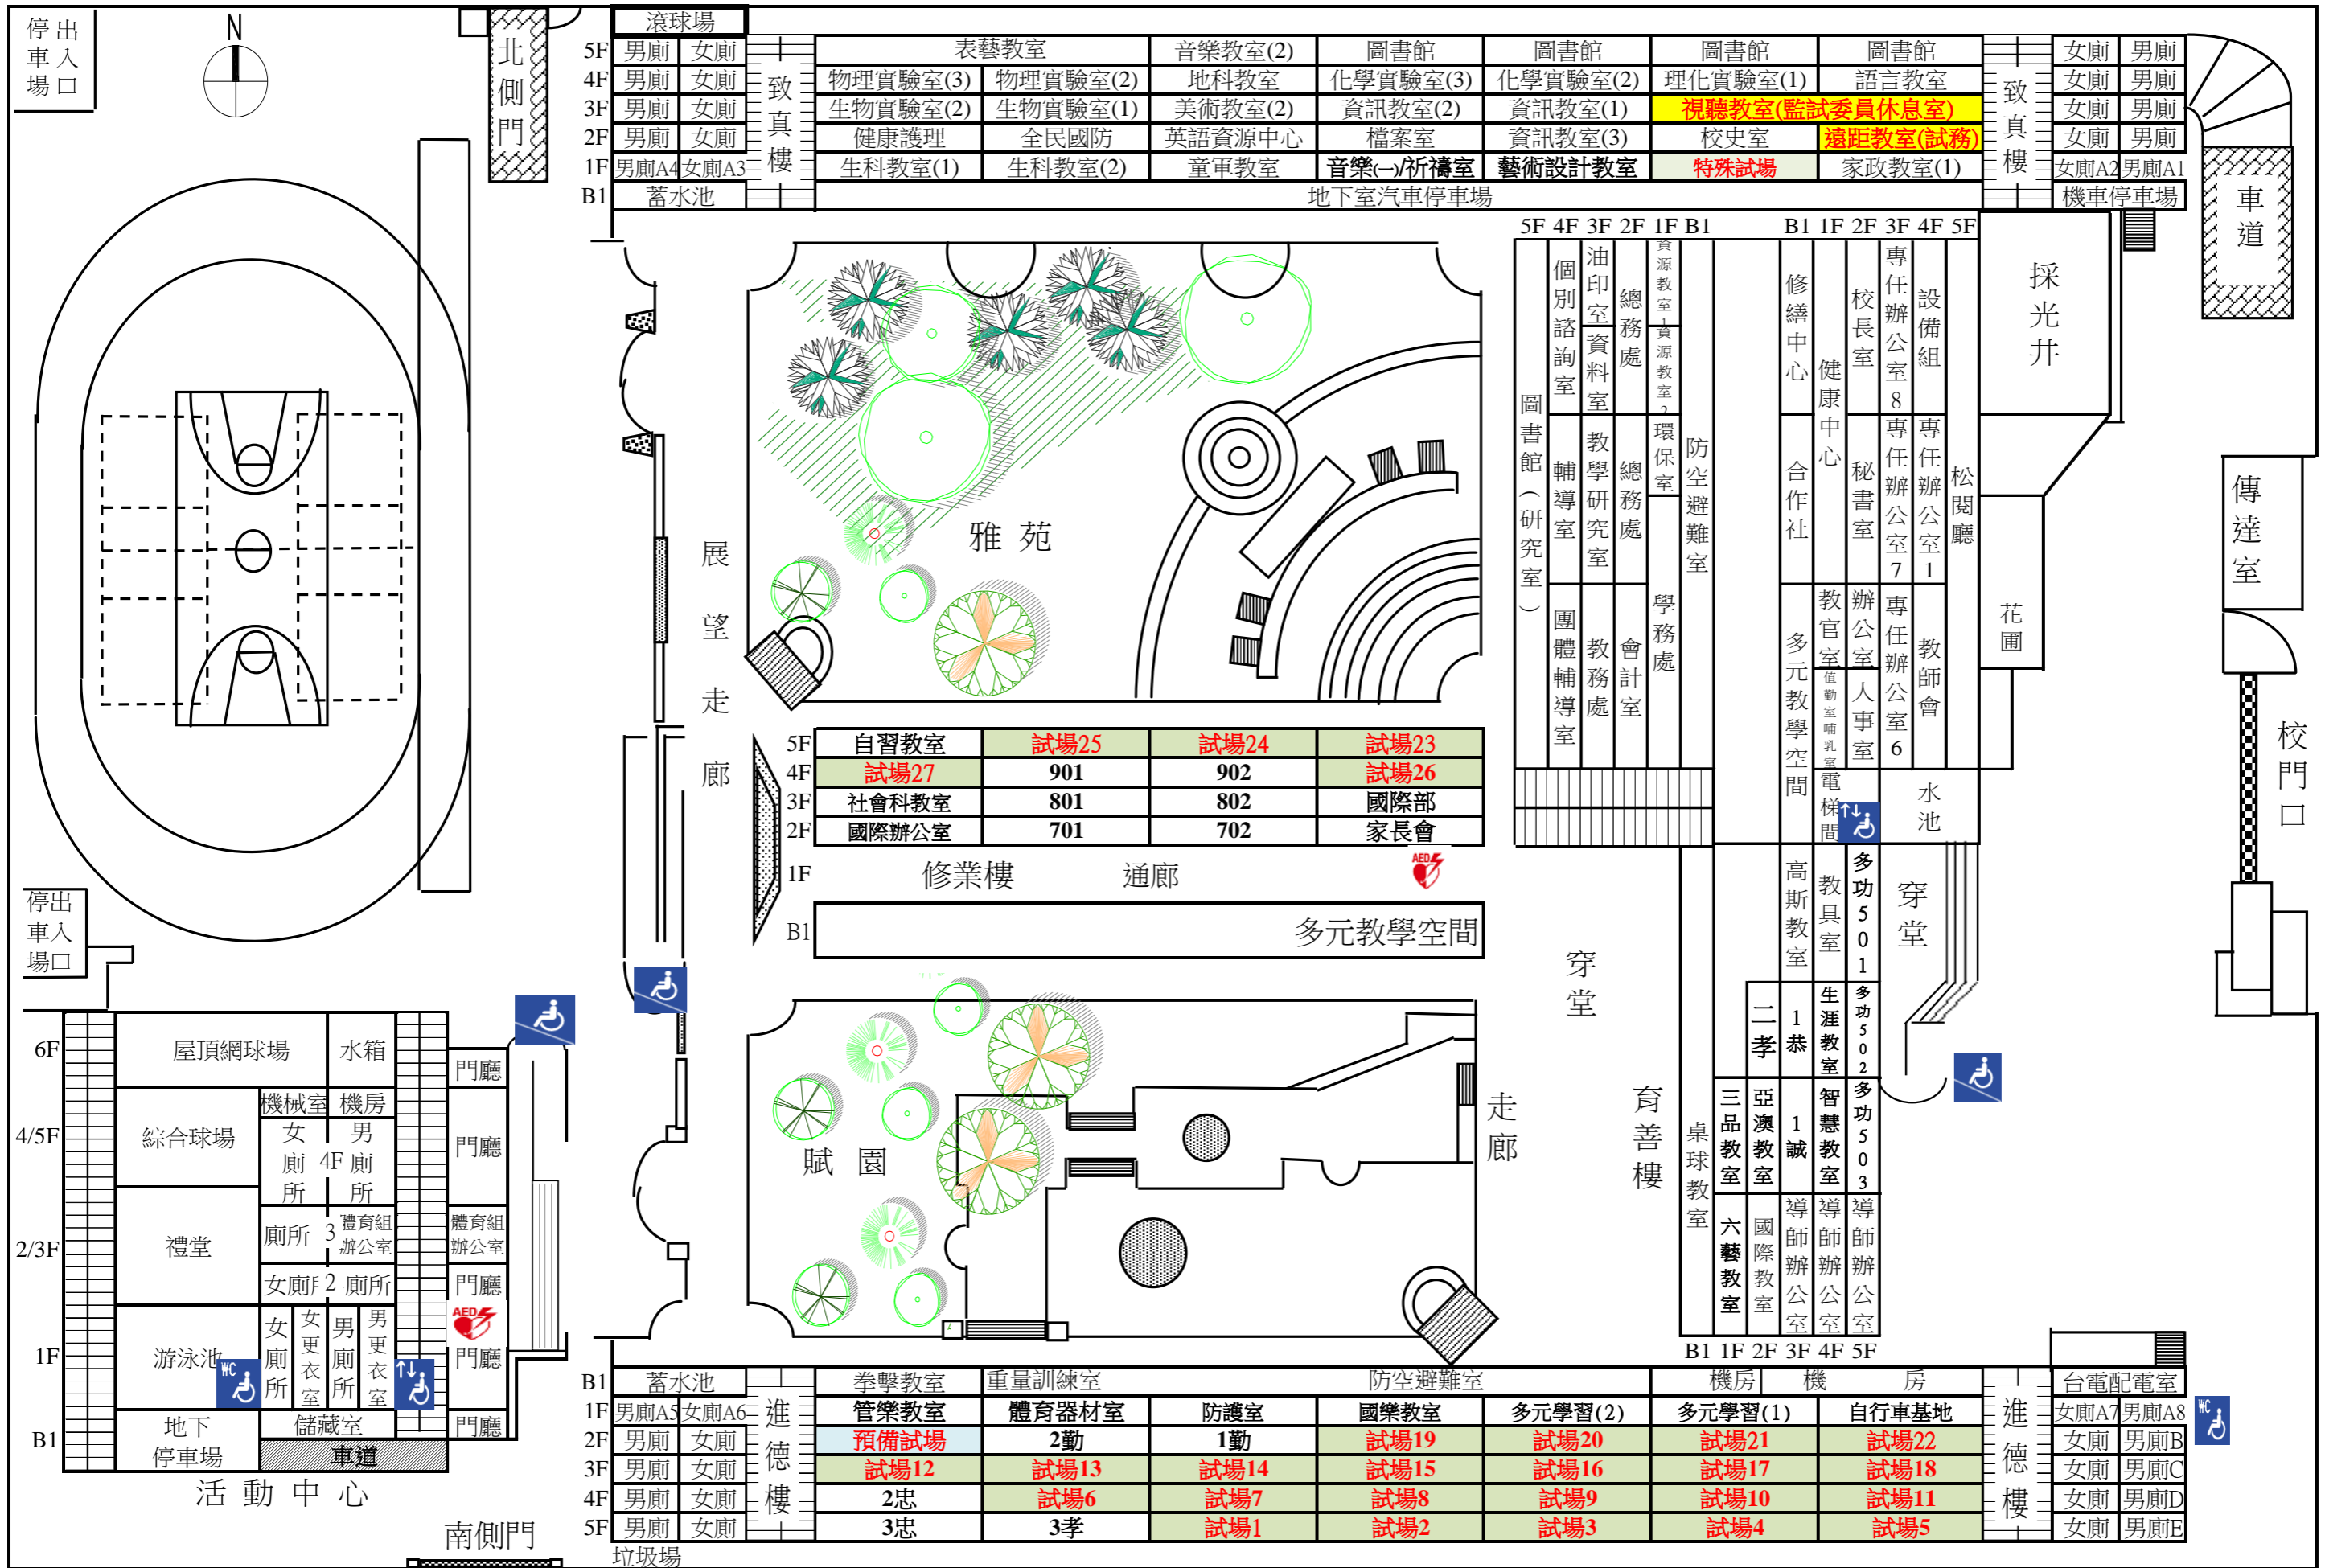 停車場
出入口
N
北側門
滾球場
5F 男廁 女廁 表藝教室 音樂教室(2) 圖書館 圖書館 圖書館 圖書館 女廁 男廁
4F 男廁 女廁 物理實驗室(3) 物理實驗室(2) 地科教室 化學實驗室(3) 化學實驗室(2) 理化實驗室(1) 語言教室 女廁 男廁
3F 男廁 女廁 生物實驗室(2) 生物實驗室(1) 美術教室(2) 資訊教室(2) 資訊教室(1) 視聽教室(監試委員休息室) 女廁 男廁
2F 男廁 女廁 健康護理 全民國防 英語資源中心 檔案室 資訊教室(3) 校史室 遠距教室(試務) 女廁 男廁
1F 男廁A4 女廁A3 生科教室(1) 生科教室(2) 童軍教室 音樂(一)/祈禱室 藝術設計教室 特殊試場 家政教室(1) 女廁A2 男廁A1
B1 蓄水池 地下室汽車停車場 機車停車場
致真樓
致真樓
車道
5F 4F 3F 2F 1F B1
B1 1F 2F 3F 4F 5F
圖書館（研究室）
個別諮詢室
輔導室
團體輔導室
油印室
資料室
教學研究室
教務處
總務處
總務處
會計室
資源教室1
資源教室2
環保室
學務處
防空避難室
修繕中心
合作社
多元教學空間
健康中心
教官室
值勤室哺乳室
電梯間
校長室
秘書室
辦公室
人事室
專任辦公室8
專任辦公室7
專任辦公室6
設備組
專任辦公室1
教師會
松閱廳
採光井
花圃
水池
傳達室
校門口
雅苑
展望走廊
5F 自習教室 試場25 試場24 試場23
4F 試場27 901 902 試場26
3F 社會科教室 801 802 國際部
2F 國際辦公室 701 702 家長會
1F 修業樓 通廊 AED
B1 多元教學空間
停車場
出入口
穿堂
走廊
育善樓
穿堂
賦園
高斯教室
教具室
多功501
二孝
1恭
生涯教室
多功502
桌球教室
三品教室
亞澳教室
1誠
智慧教室
多功503
六藝教室
國際教室
導師辦公室
導師辦公室
導師辦公室
B1 1F 2F 3F 4F 5F
6F 屋頂網球場 水箱 門廳
機械室 機房
4/5F 綜合球場 女廁所 4F 男廁所 門廳
2/3F 禮堂 廁所 3 體育組辦公室 體育組辦公室
女廁 2 廁所 門廳
AED
1F 游泳池 女廁所 女更衣室 男廁所 男更衣室 門廳
WC
B1 地下停車場 儲藏室 門廳
車道
活動中心
南側門
B1 蓄水池 拳擊教室 重量訓練室 防空避難室 機房 機房 台電配電室
1F 男廁A5 女廁A6 管樂教室 體育器材室 防護室 國樂教室 多元學習(2) 多元學習(1) 自行車基地 女廁A7 男廁A8
WC
2F 男廁 女廁 預備試場 2勤 1勤 試場19 試場20 試場21 試場22 女廁 男廁B
3F 男廁 女廁 試場12 試場13 試場14 試場15 試場16 試場17 試場18 女廁 男廁C
4F 男廁 女廁 2忠 試場6 試場7 試場8 試場9 試場10 試場11 女廁 男廁D
5F 男廁 女廁 3忠 3孝 試場1 試場2 試場3 試場4 試場5 女廁 男廁E
進德樓
進德樓
垃圾場